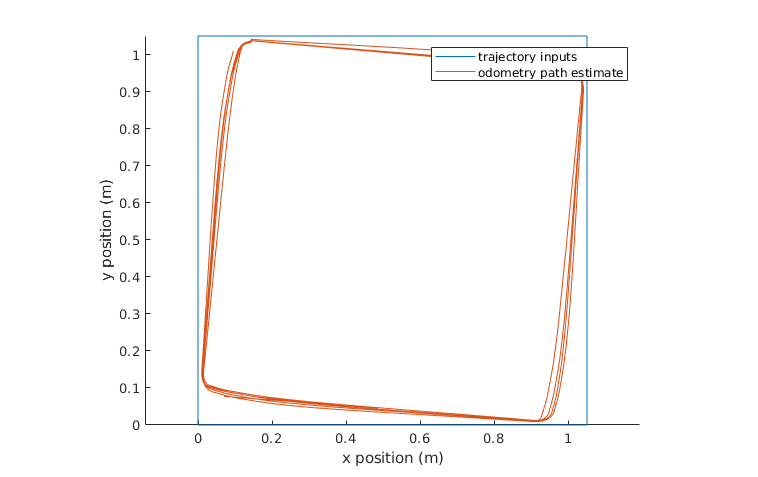 trajectory inputs
odometry path estimate
1
0.9
0.8
0.7
0.6
0.5
0.4
0.3
0.2
0.1
0
y position (m)
0 0.2 0.4 0.6 0.8 1
x position (m)